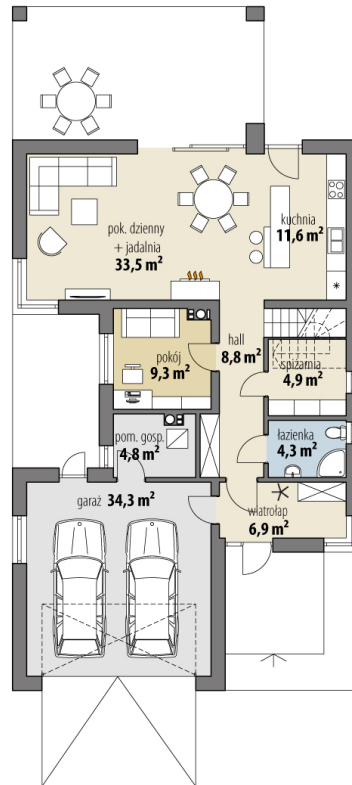 kuchnia
11,6 m²
pok. dzienny
+ jadalnia
33,5 m²
hall
8,8 m²
pokój
9,3 m²
spiżarnia
4,9 m²
łazienka
4,3 m²
pom. gosp.
4,8 m²
garaż 34,3 m²
wiatrołap
6,9 m²